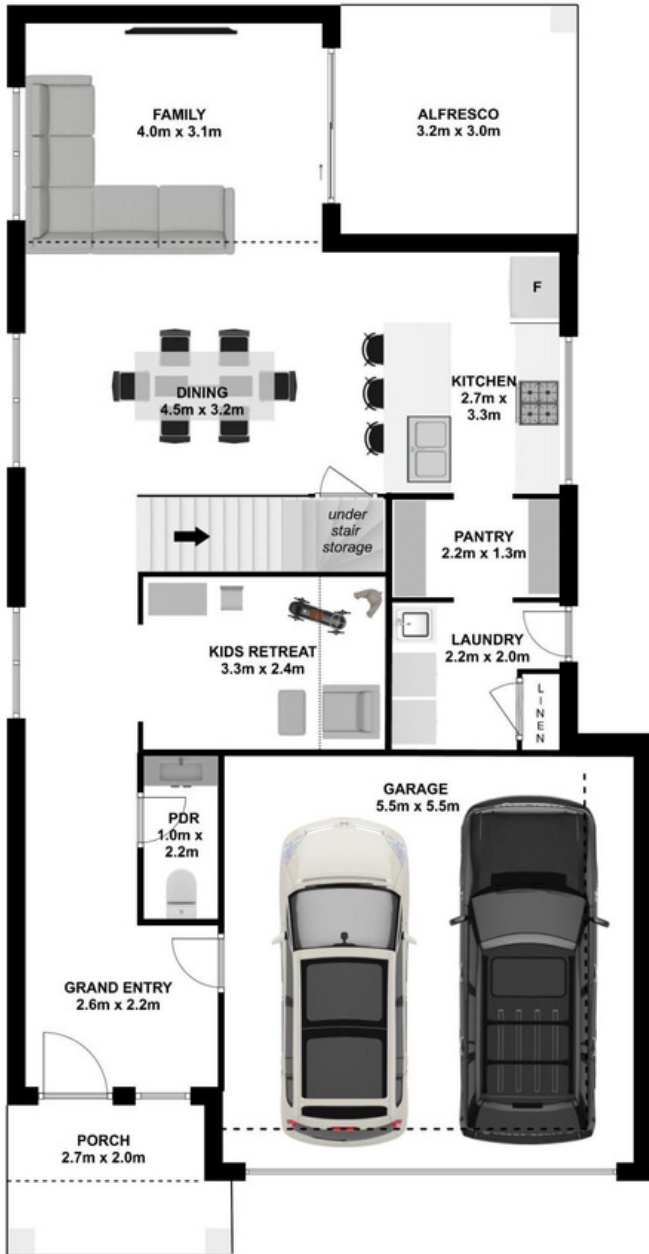 FAMILY
4.0m x 3.1m
ALFRESCO
3.2m x 3.0m
F
DINING
4.5m x 3.2m
KITCHEN
2.7m x
3.3m
under
stair
storage
PANTRY
2.2m x 1.3m
KIDS RETREAT
3.3m x 2.4m
LAUNDRY
2.2m x 2.0m
LINEN
PDR
1.0m x
2.2m
GARAGE
5.5m x 5.5m
GRAND ENTRY
2.6m x 2.2m
PORCH
2.7m x 2.0m